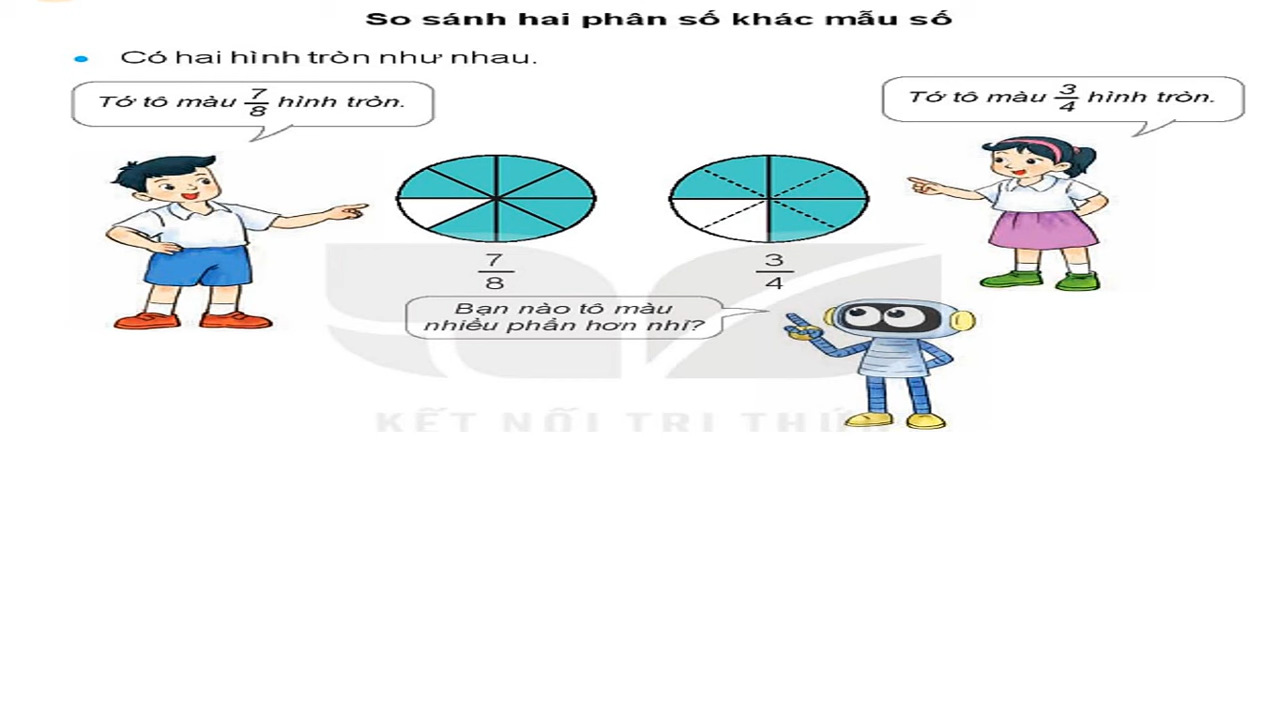 So sánh hai phân số khác mẫu số
• Có hai hình tròn như nhau.
Tớ tô màu 7/8 hình tròn.
Tớ tô màu 3/4 hình tròn.
7/8
3/4
Bạn nào tô màu
nhiều phần hơn nhỉ?
KẾT NỐI TRI THỨ